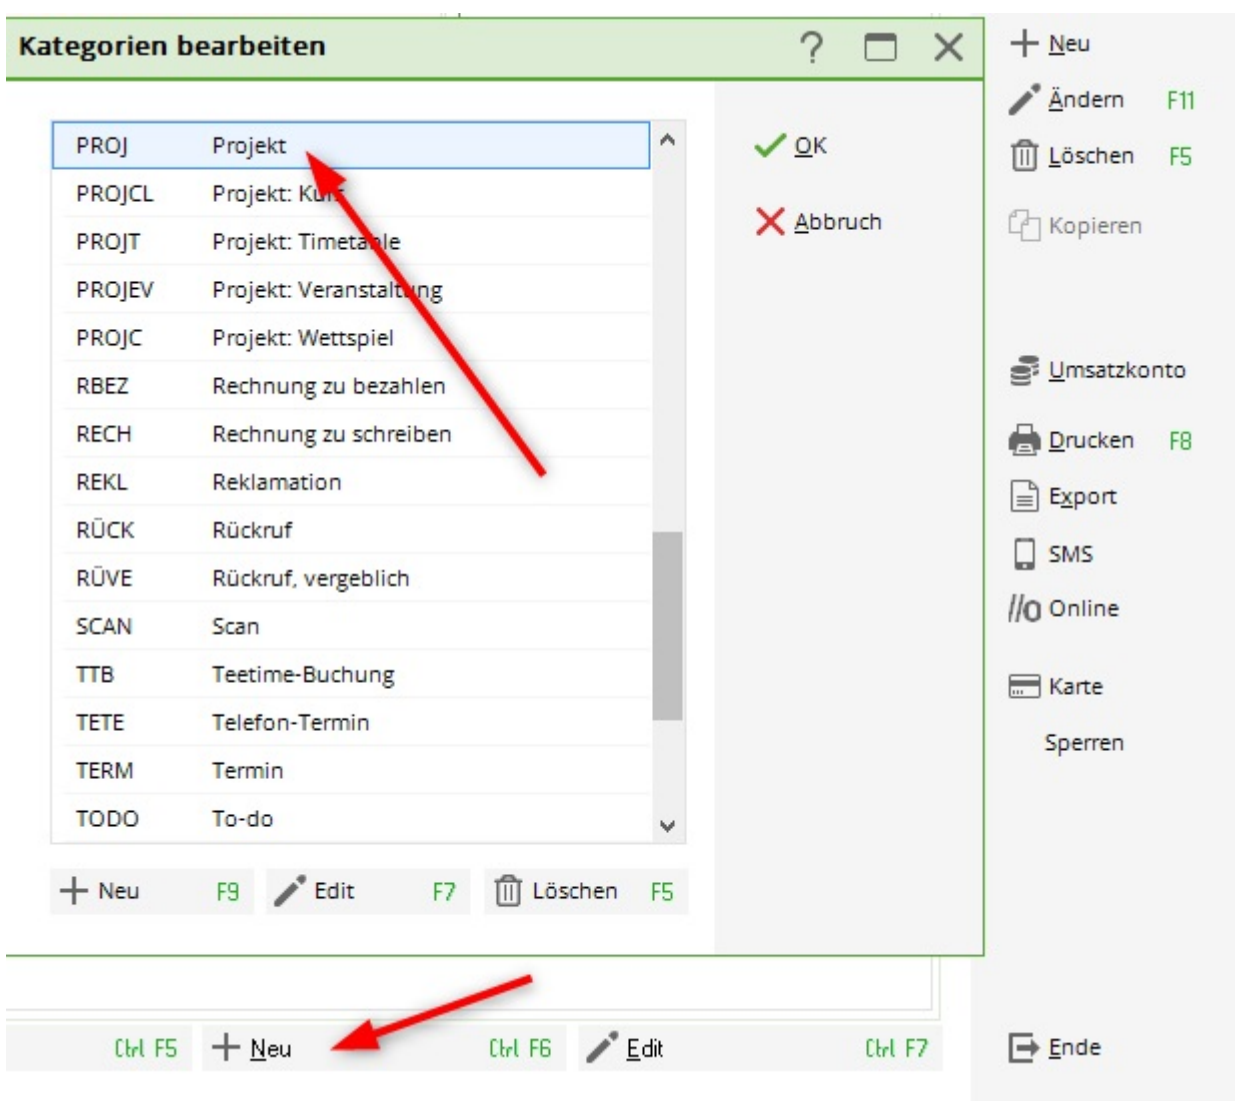 Kategorien bearbeiten ?
PROJ Projekt
PROJCL Projekt: Kurs
PROJT Projekt: Timetable
PROJEV Projekt: Veranstaltung
PROJC Projekt: Wettspiel
RBEZ Rechnung zu bezahlen
RECH Rechnung zu schreiben
REKL Reklamation
RÜCK Rückruf
RÜVE Rückruf, vergeblich
SCAN Scan
TTB Teetime-Buchung
TETE Telefon-Termin
TERM Termin
TODO To-do
Neu F9 Edit F7 Löschen F5
OK
Abbruch
Neu
Ändern F11
Löschen F5
Kopieren
Umsatzkonto
Drucken F8
Export
SMS
//o Online
Karte
Sperren
Ctrl F5 Neu Ctrl F6 Edit Ctrl F7
Ende